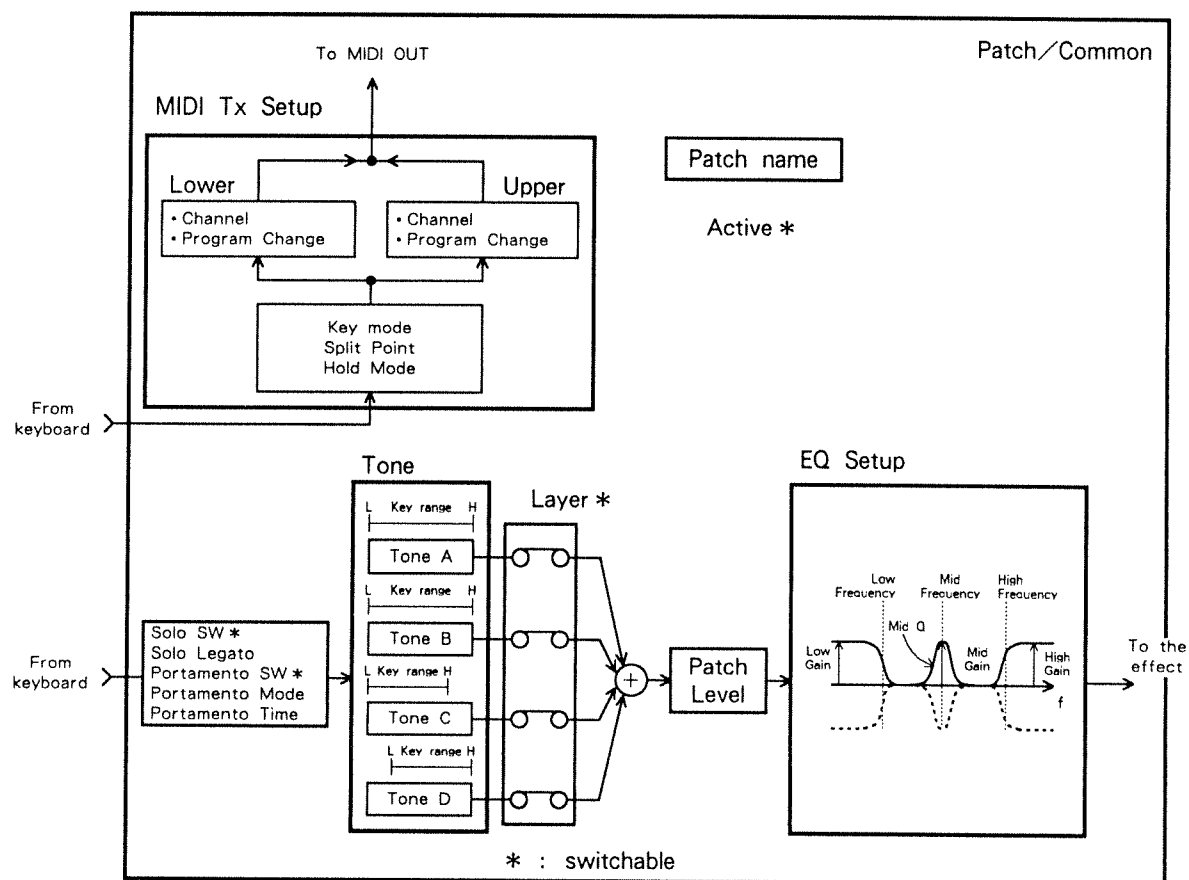 Patch/Common
To MIDI OUT
MIDI Tx Setup
Patch name
Lower
Upper
• Channel
• Program Change
• Channel
• Program Change
Active *
Key mode
Split Point
Hold Mode
From
keyboard
Tone
Layer *
EQ Setup
L Key range H
Tone A
L Key range H
Tone B
L Key range H
Tone C
L Key range H
Tone D
From
keyboard
Solo SW *
Solo Legato
Portamento SW *
Portamento Mode
Portamento Time
+
Patch
Level
Low
Frequency
Mid
Frequency
High
Frequency
Mid Q
Low
Gain
Mid
Gain
High
Gain
f
To the
effect
* : switchable